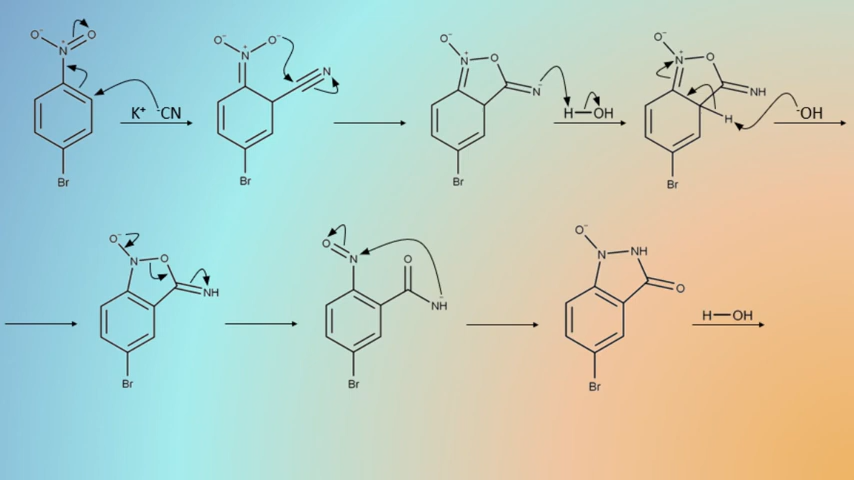 O⁻ N⁺ O
Br
K⁺ ⁻CN
O⁻ N⁺ O⁻
N
Br
O⁻ N⁺ O
N⁻
Br
H—OH
O⁻ N⁺ O
NH
H
Br
⁻OH
O⁻
N O
NH
Br
O
N
O
NH⁻
Br
O⁻
N NH
O
Br
H—OH